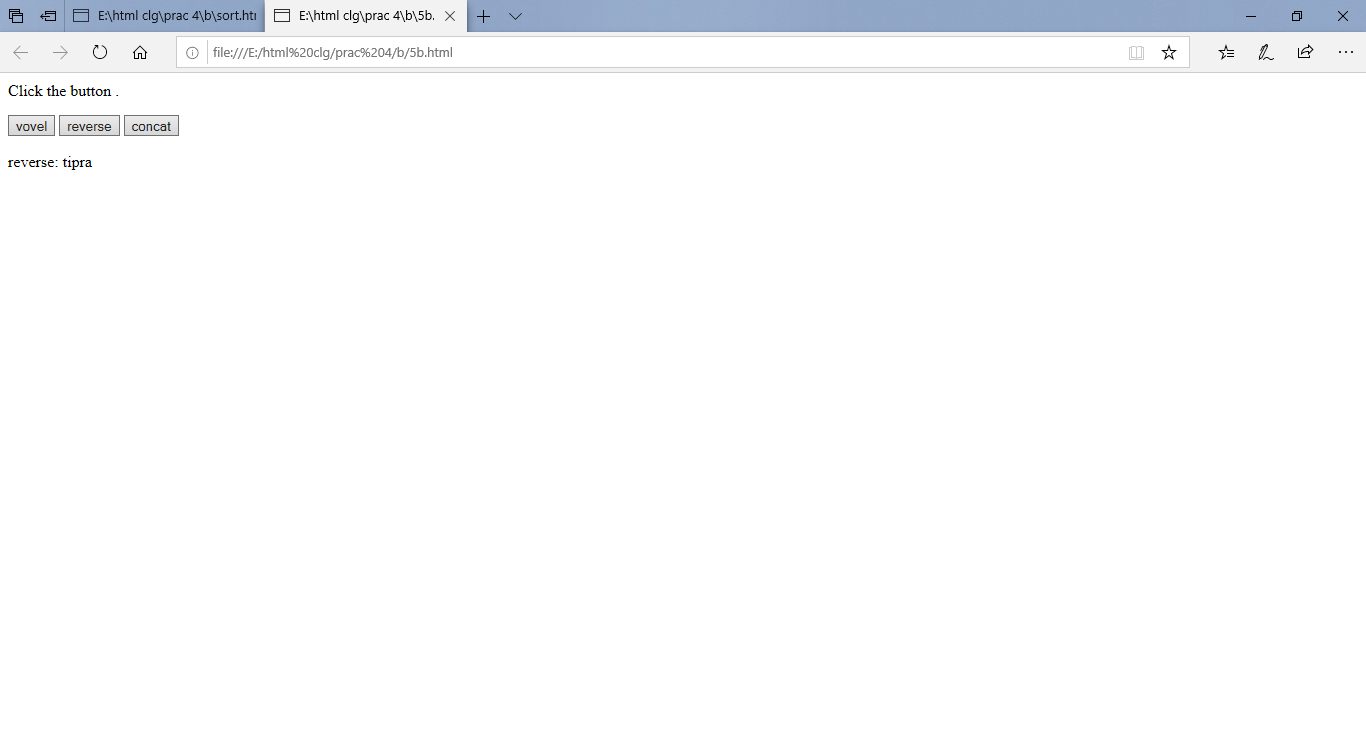 E:\html clg\prac 4\b\sort.htm
E:\html clg\prac 4\b\5b.
file:///E:/html%20clg/prac%204/b/5b.html
Click the button .
vovel reverse concat
reverse: tipra